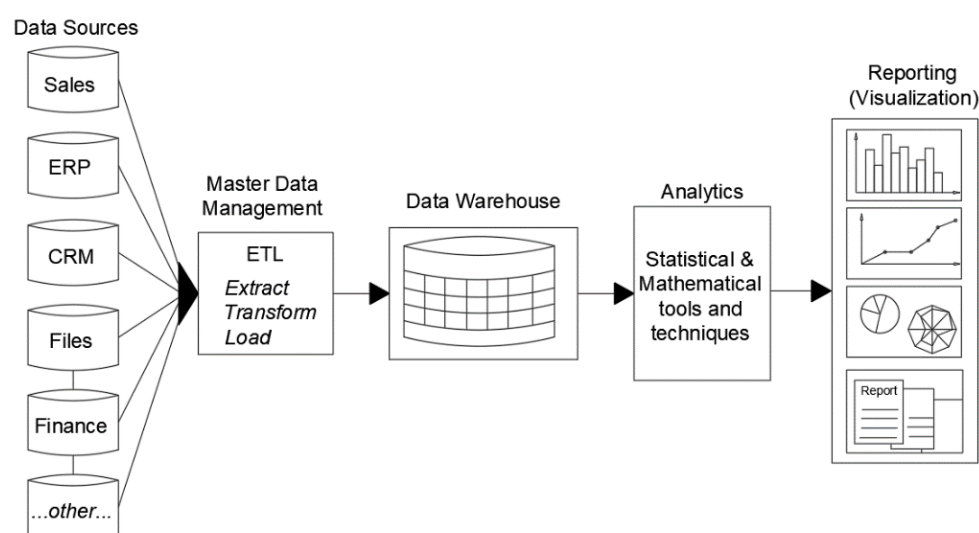 Data Sources
Sales
ERP
CRM
Files
Finance
...other...
Master Data
Management
ETL
Extract
Transform
Load
Data Warehouse
Analytics
Statistical &
Mathematical
tools and
techniques
Reporting
(Visualization)
Report